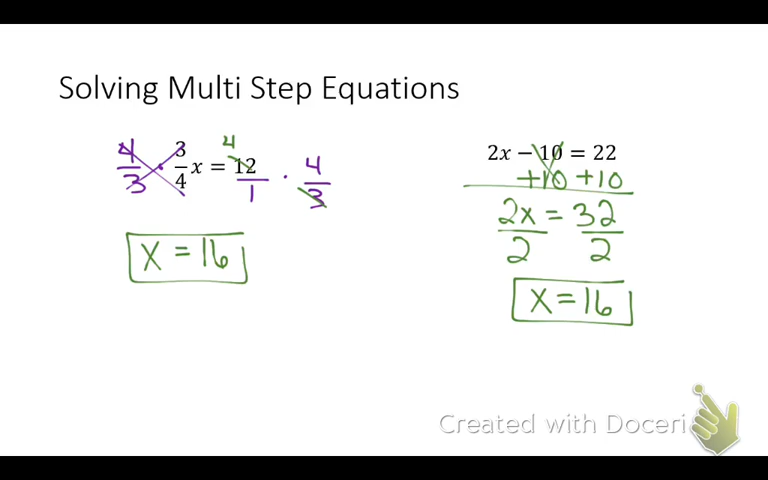 Solving Multi Step Equations
4/3 · 3/4 x = 12/1 · 4/3
4
x = 16
2x − 10 = 22
+10 +10
2x/2 = 32/2
x = 16
Created with Doceri